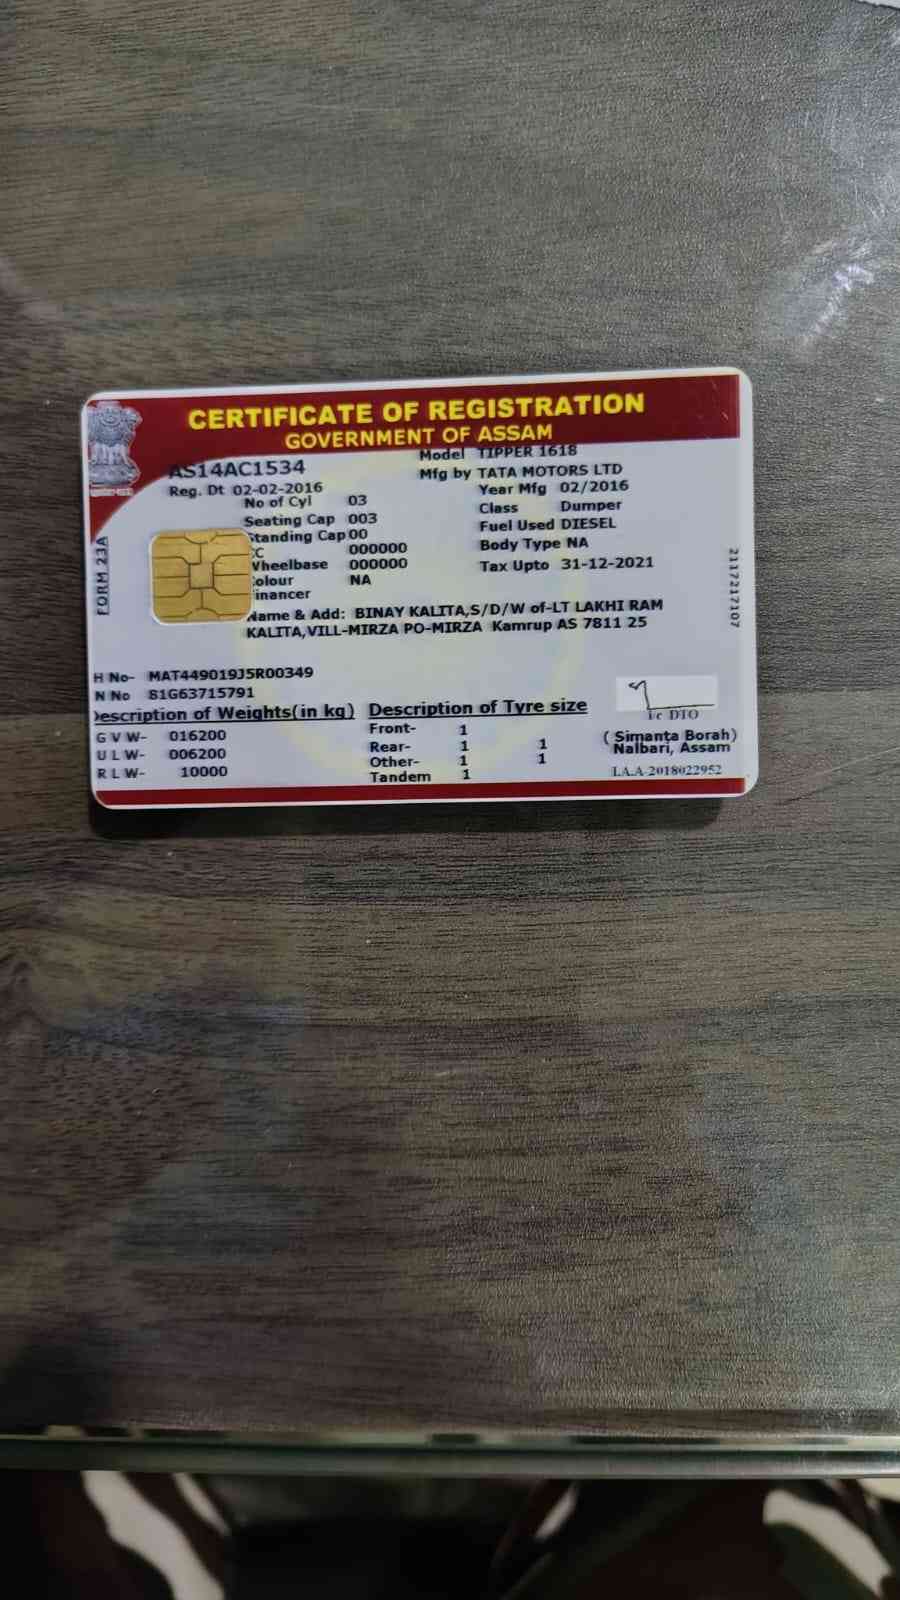 CERTIFICATE OF REGISTRATION
GOVERNMENT OF ASSAM
AS14AC1534
Model TIPPER 1618
Reg. Dt 02-02-2016
Mfg by TATA MOTORS LTD
No of Cyl 03
Year Mfg 02/2016
Seating Cap 003
Class Dumper
Standing Cap 00
Fuel Used DIESEL
CC 000000
Body Type NA
Wheelbase 000000
Tax Upto 31-12-2021
olour NA
inancer
FORM 23A
2117217107
Name & Add: BINAY KALITA,S/D/W of-LT LAKHI RAM
KALITA,VILL-MIRZA PO-MIRZA Kamrup AS 7811 25
H No- MAT449019J5R00349
N No 81G63715791
escription of Weights(in kg) Description of Tyre size
G V W- 016200
U L W- 006200
R L W- 10000
Front- 1
Rear- 1 1
Other- 1 1
Tandem 1
I/c DTO
( Simanta Borah)
Nalbari, Assam
I.A.A-2018022952